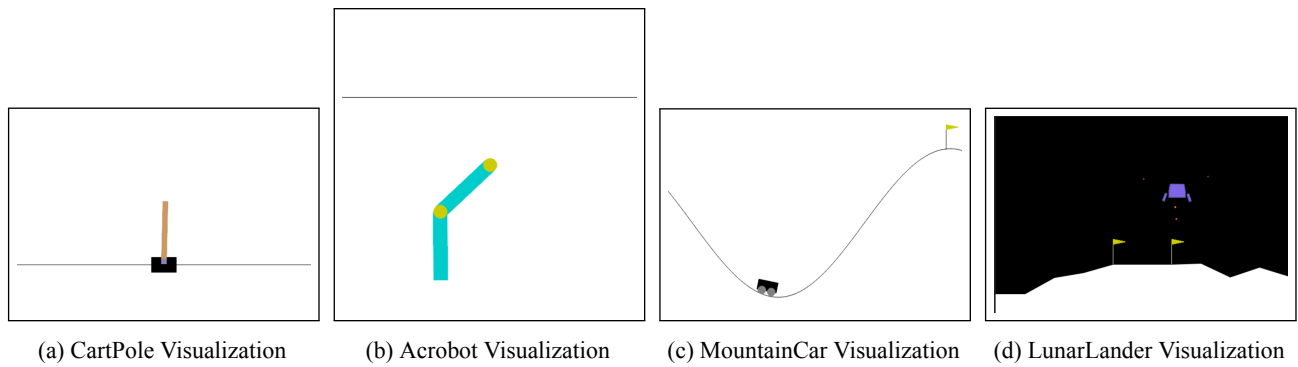 (a) CartPole Visualization
(b) Acrobot Visualization
(c) MountainCar Visualization
(d) LunarLander Visualization